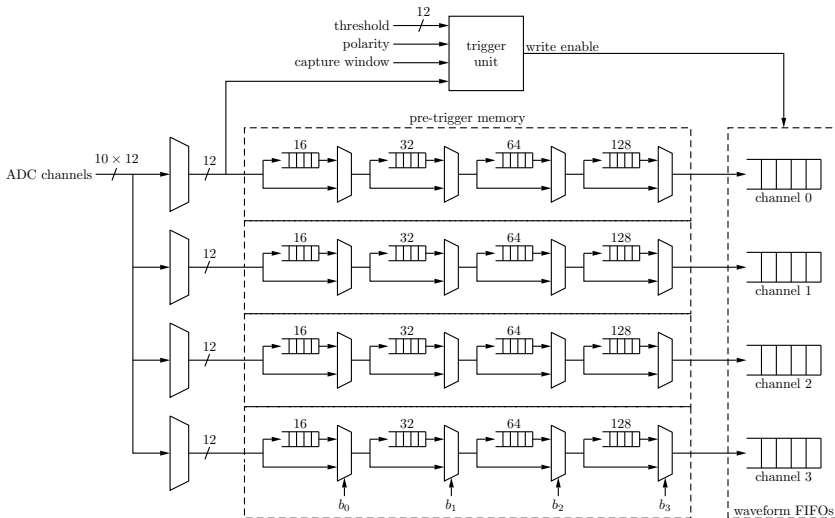 12
threshold
polarity
capture window
trigger
unit
write enable
pre-trigger memory
10 × 12
ADC channels
12
16
32
64
128
channel 0
12
16
32
64
128
channel 1
12
16
32
64
128
channel 2
12
16
32
64
128
channel 3
b0
b1
b2
b3
waveform FIFOs